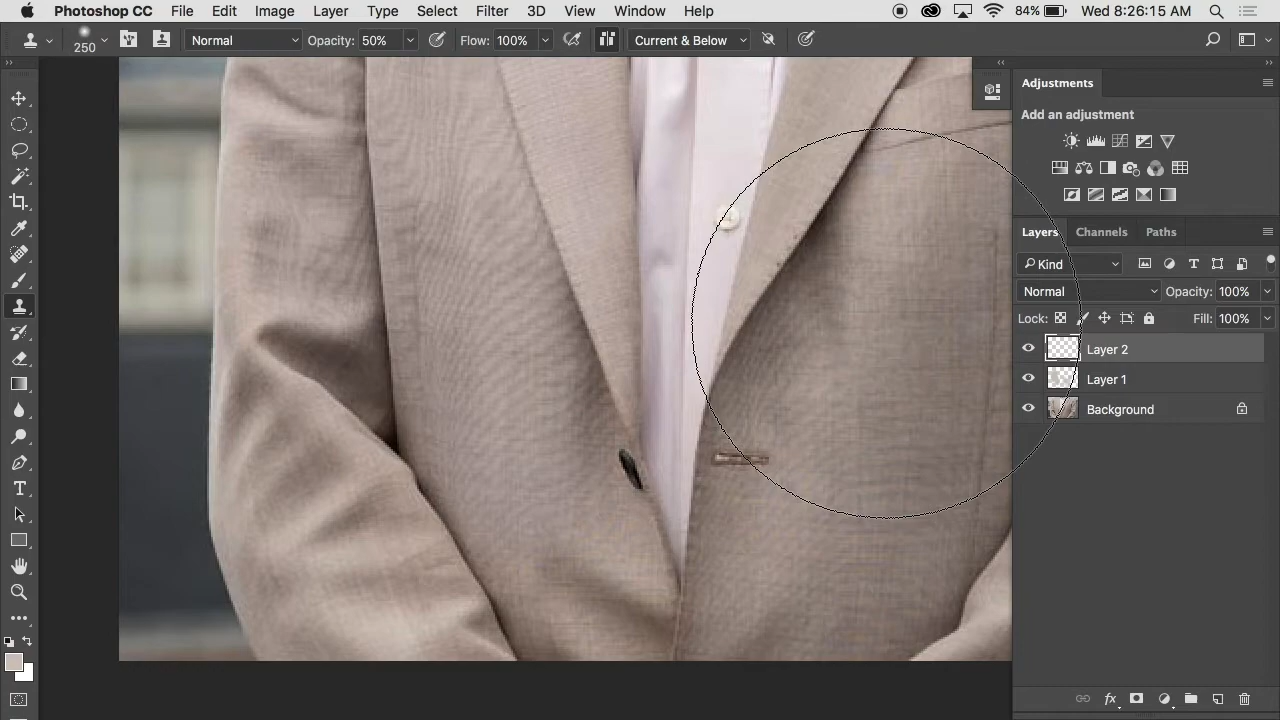 Photoshop CC File Edit Image Layer Type Select Filter 3D View Window Help 84% Wed 8:26:15 AM
250 Normal Opacity: 50% Flow: 100% Current & Below
Adjustments
Add an adjustment
Layers Channels Paths
Kind
Normal Opacity: 100%
Lock: Fill: 100%
Layer 2
Layer 1
Background
fx